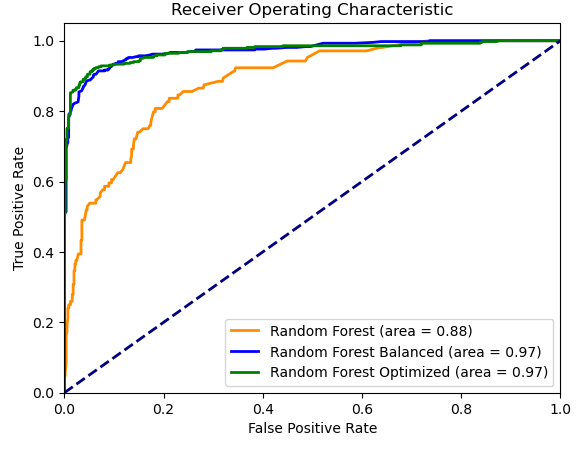 Receiver Operating Characteristic
True Positive Rate
1.0
0.8
0.6
0.4
0.2
0.0
Random Forest (area = 0.88)
Random Forest Balanced (area = 0.97)
Random Forest Optimized (area = 0.97)
0.0 0.2 0.4 0.6 0.8 1.0
False Positive Rate